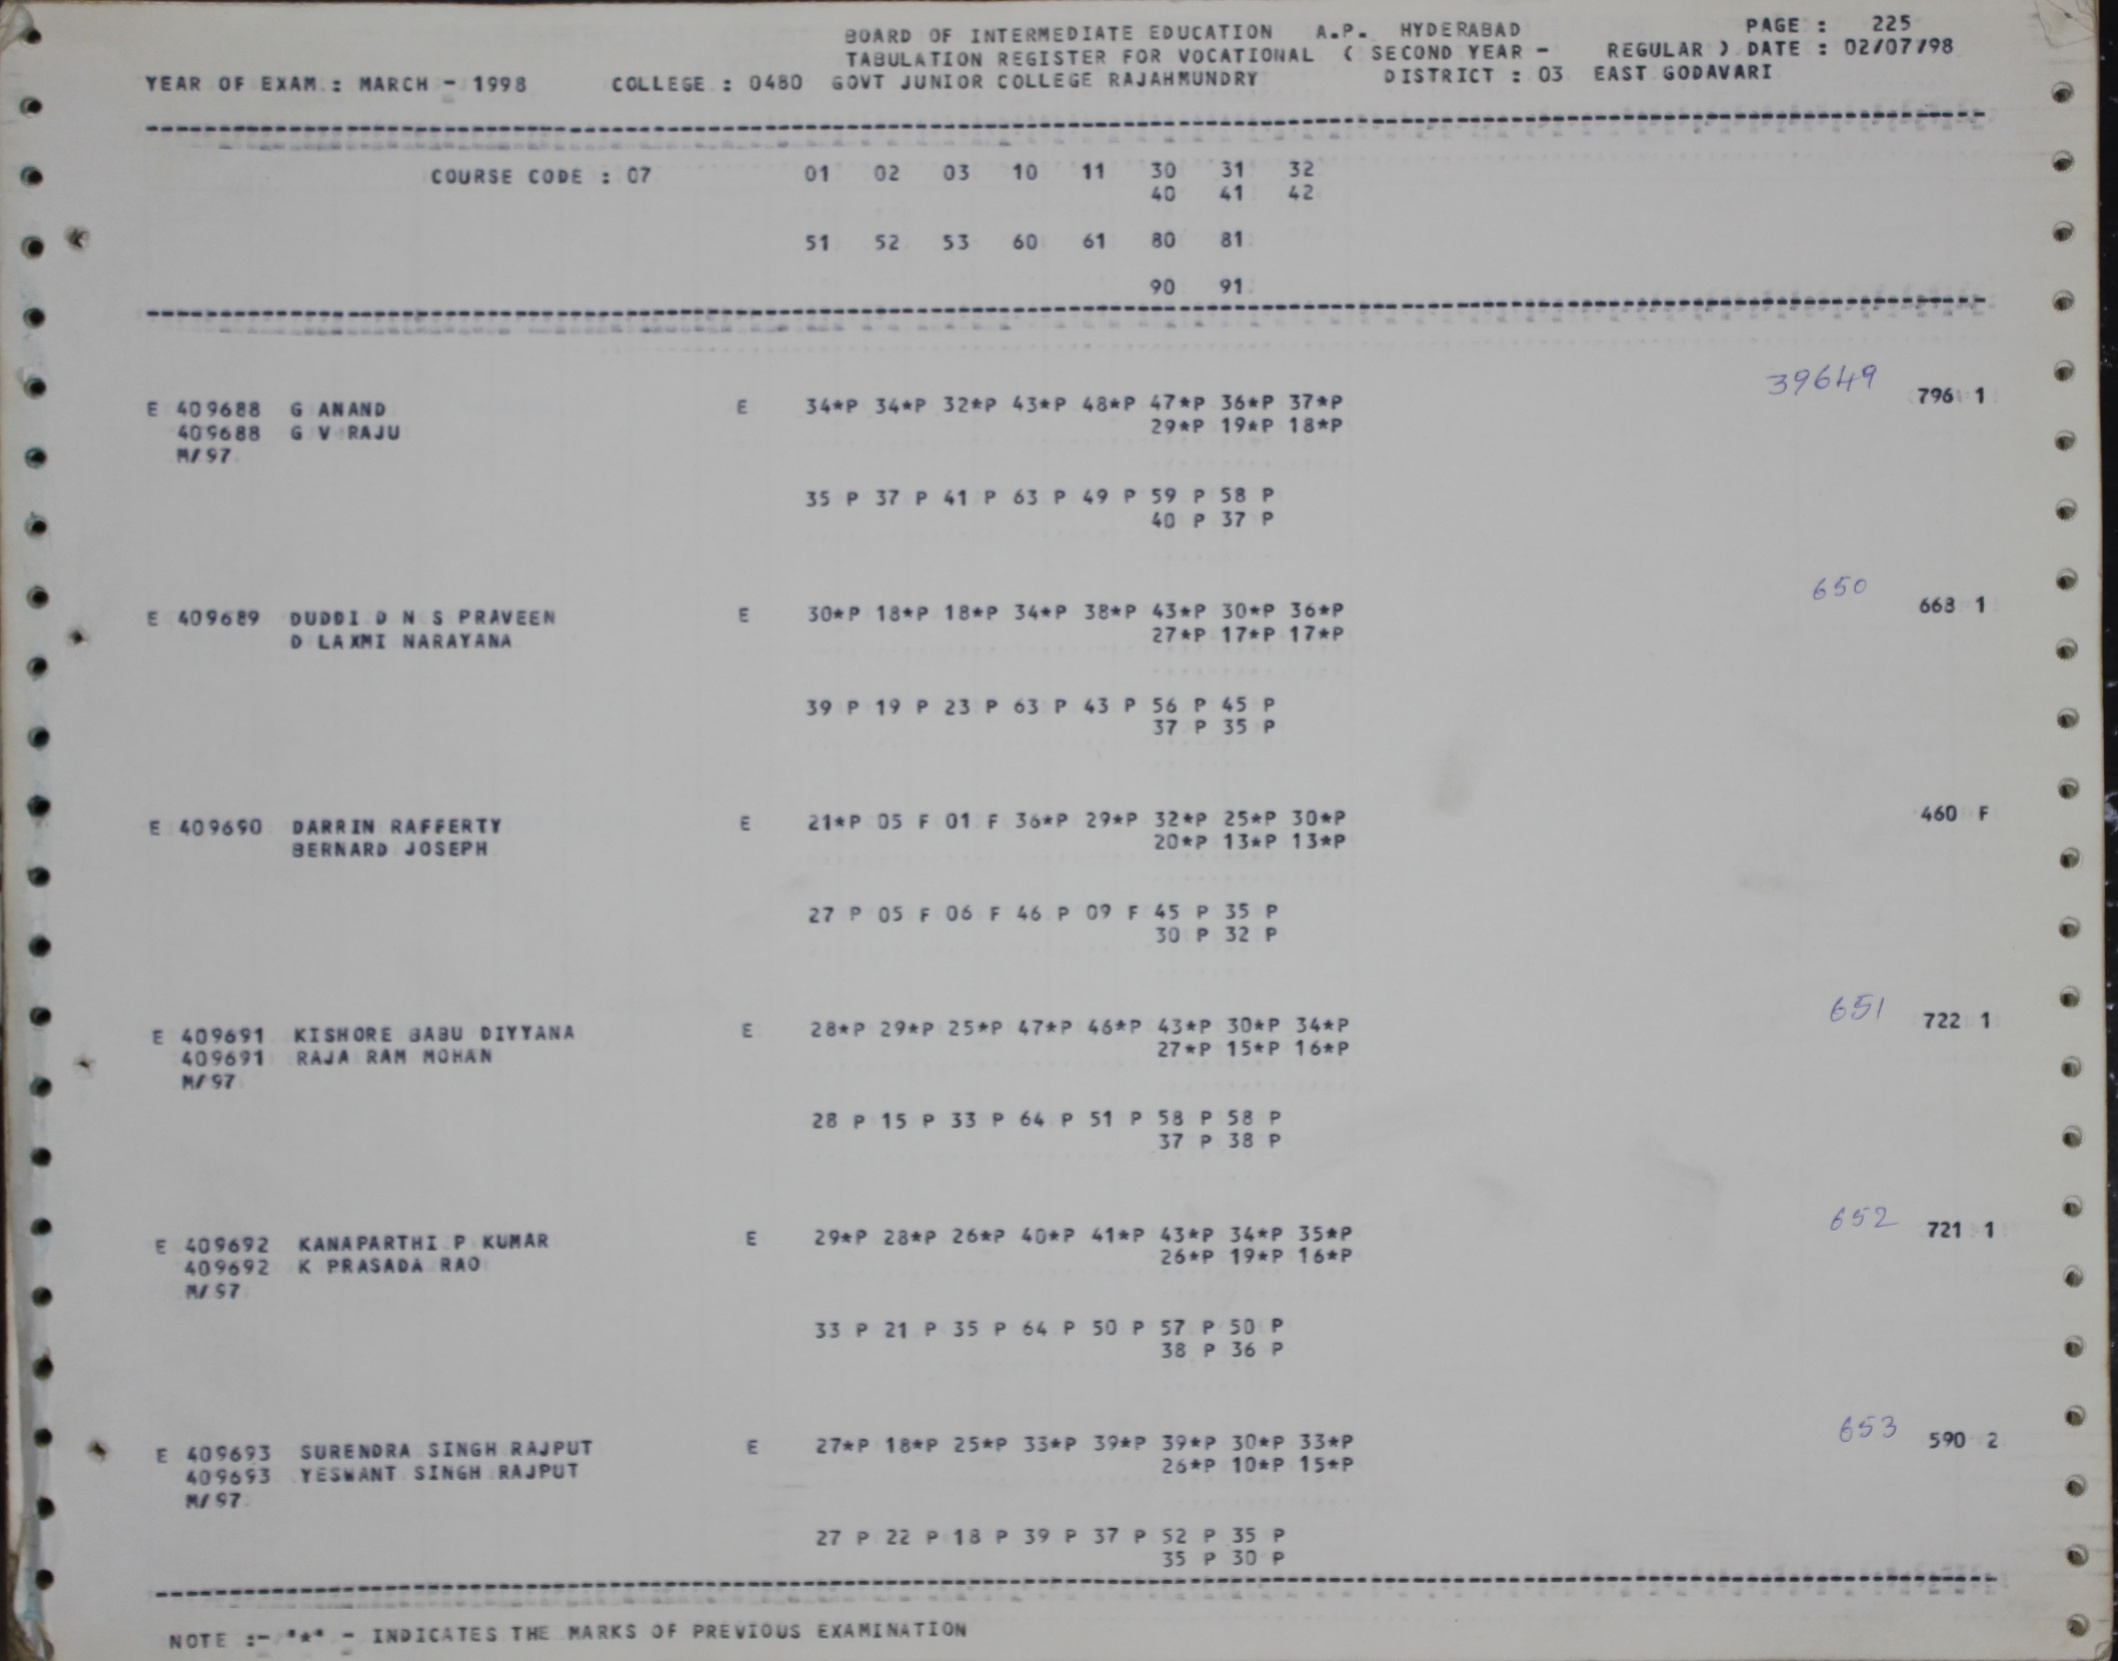 BOARD OF INTERMEDIATE EDUCATION A.P. HYDERABAD PAGE : 225
TABULATION REGISTER FOR VOCATIONAL ( SECOND YEAR - REGULAR ) DATE : 02/07/98
YEAR OF EXAM : MARCH - 1998 COLLEGE : 0480 GOVT JUNIOR COLLEGE RAJAHMUNDRY DISTRICT : 03 EAST GODAVARI
COURSE CODE : 07 01 02 03 10 11 30 31 32
40 41 42
51 52 53 60 61 80 81
90 91
39649
E 409688 G ANAND E 34*P 34*P 32*P 43*P 48*P 47*P 36*P 37*P 796 1
409688 G V RAJU 29*P 19*P 18*P
M/97
35 P 37 P 41 P 63 P 49 P 59 P 58 P
40 P 37 P
650
E 409689 DUDDI D N S PRAVEEN E 30*P 18*P 18*P 34*P 38*P 43*P 30*P 36*P 668 1
D LAXMI NARAYANA 27*P 17*P 17*P
39 P 19 P 23 P 63 P 43 P 56 P 45 P
37 P 35 P
E 409690 DARRIN RAFFERTY E 21*P 05 F 01 F 36*P 29*P 32*P 25*P 30*P 460 F
BERNARD JOSEPH 20*P 13*P 13*P
27 P 05 F 06 F 46 P 09 F 45 P 35 P
30 P 32 P
651
E 409691 KISHORE BABU DIYYANA E 28*P 29*P 25*P 47*P 46*P 43*P 30*P 34*P 722 1
409691 RAJA RAM MOHAN 27*P 15*P 16*P
M/97
28 P 15 P 33 P 64 P 51 P 58 P 58 P
37 P 38 P
652
E 409692 KANAPARTHI P KUMAR E 29*P 28*P 26*P 40*P 41*P 43*P 34*P 35*P 721 1
409692 K PRASADA RAO 26*P 19*P 16*P
M/97
33 P 21 P 35 P 64 P 50 P 57 P 50 P
38 P 36 P
653
E 409693 SURENDRA SINGH RAJPUT E 27*P 18*P 25*P 33*P 39*P 39*P 30*P 33*P 590 2
409693 YESWANT SINGH RAJPUT 26*P 10*P 15*P
M/97
27 P 22 P 18 P 39 P 37 P 52 P 35 P
35 P 30 P
NOTE :- "*" - INDICATES THE MARKS OF PREVIOUS EXAMINATION